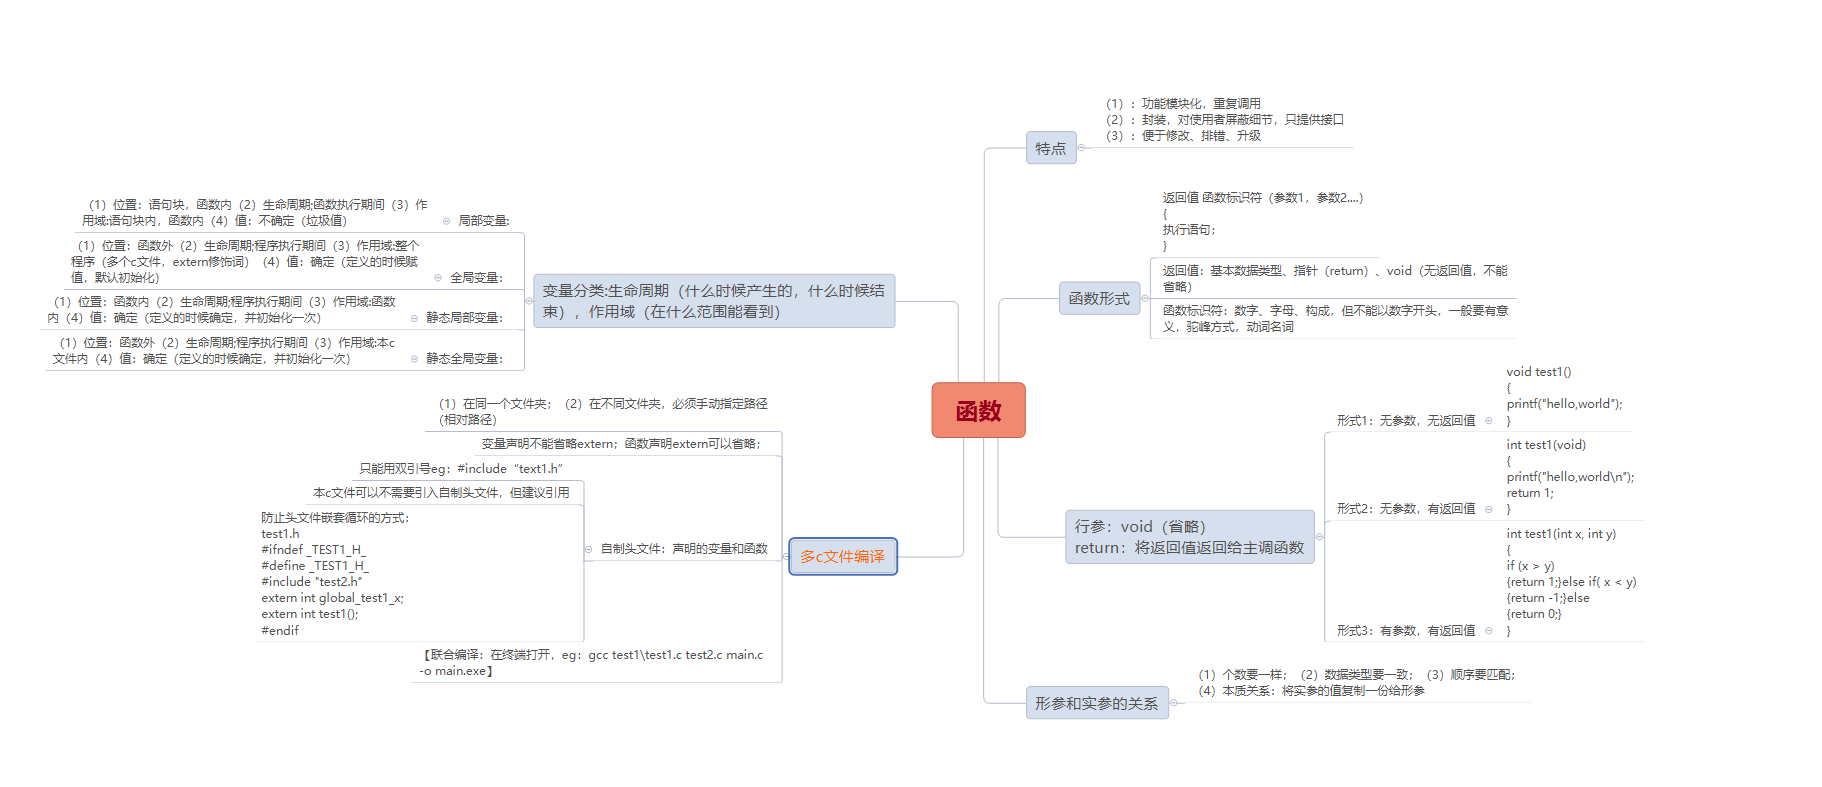 函数
特点
（1）：功能模块化，重复调用
（2）：封装，对使用者屏蔽细节，只提供接口
（3）：便于修改、排错、升级
函数形式
返回值 函数标识符（参数1，参数2....）
{
执行语句；
}
返回值：基本数据类型、指针（return）、void（无返回值，不能
省略）
函数标识符：数字、字母、构成，但不能以数字开头，一般要有意
义，驼峰方式，动词名词
行参：void（省略）
return：将返回值返回给主调函数
形式1：无参数，无返回值
void test1()
{
printf("hello,world");
}
形式2：无参数，有返回值
int test1(void)
{
printf("hello,world\n");
return 1;
}
形式3：有参数，有返回值
int test1(int x, int y)
{
if (x > y)
{return 1;}else if( x < y)
{return -1;}else
{return 0;}
}
形参和实参的关系
（1）个数要一样；（2）数据类型要一致；（3）顺序要匹配；
（4）本质关系：将实参的值复制一份给形参
变量分类:生命周期（什么时候产生的，什么时候结
束），作用域（在什么范围能看到）
局部变量:
（1）位置：语句块，函数内（2）生命周期;函数执行期间（3）作
用域:语句块内，函数内（4）值：不确定（垃圾值）
全局变量:
（1）位置：函数外（2）生命周期;程序执行期间（3）作用域:整个
程序（多个c文件，extern修饰词）（4）值：确定（定义的时候赋
值，默认初始化）
静态局部变量:
（1）位置：函数内（2）生命周期;程序执行期间（3）作用域:函数
内（4）值：确定（定义的时候确定，并初始化一次）
静态全局变量:
（1）位置：函数外（2）生命周期;程序执行期间（3）作用域:本c
文件内（4）值：确定（定义的时候确定，并初始化一次）
多c文件编译
（1）在同一个文件夹；（2）在不同文件夹，必须手动指定路径
（相对路径）
变量声明不能省略extern；函数声明extern可以省略；
自制头文件：声明的变量和函数
只能用双引号eg：#include “text1.h”
本c文件可以不需要引入自制头文件，但建议引用
防止头文件嵌套循环的方式：
test1.h
#ifndef _TEST1_H_
#define _TEST1_H_
#include "test2.h"
extern int global_test1_x;
extern int test1();
#endif
【联合编译：在终端打开，eg：gcc test1\test1.c test2.c main.c
-o main.exe】